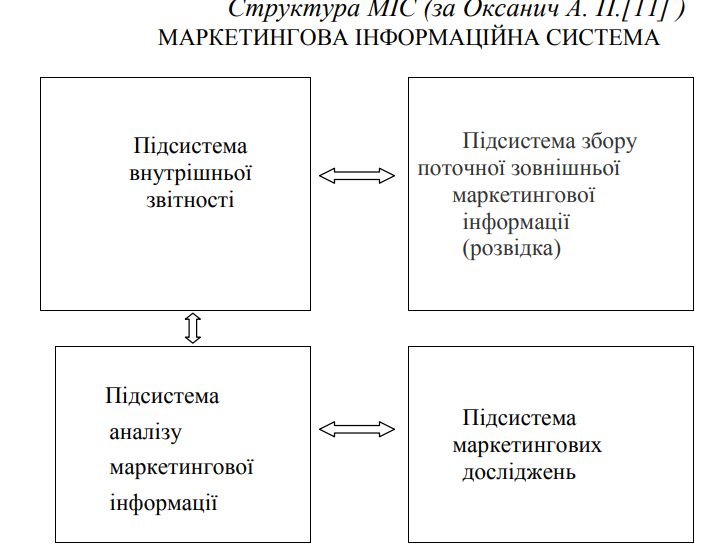 Структура МІС (за Оксанич А. П.[11] )
МАРКЕТИНГОВА ІНФОРМАЦІЙНА СИСТЕМА
Підсистема
внутрішньої
звітності
Підсистема збору
поточної зовнішньої
маркетингової
інформації
(розвідка)
Підсистема
аналізу
маркетингової
інформації
Підсистема
маркетингових
досліджень